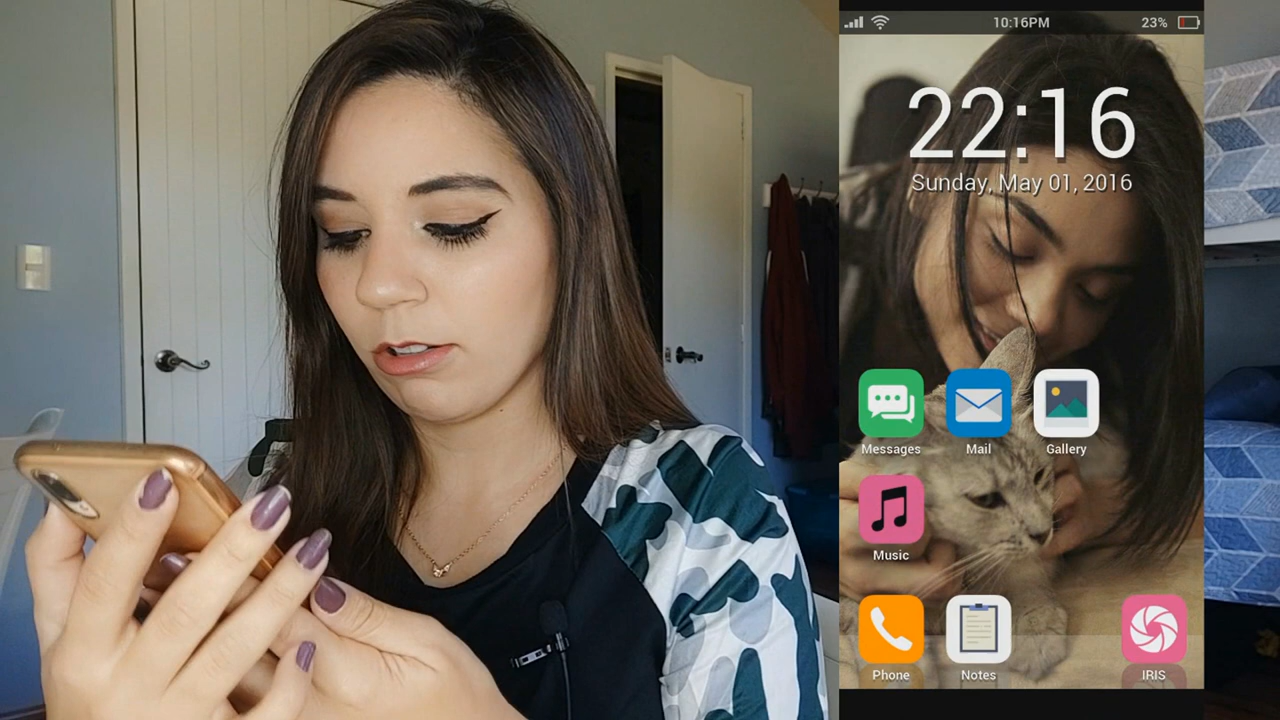 10:16PM
23%
22:16
Sunday, May 01, 2016
Messages
Mail
Gallery
Music
Phone
Notes
IRIS